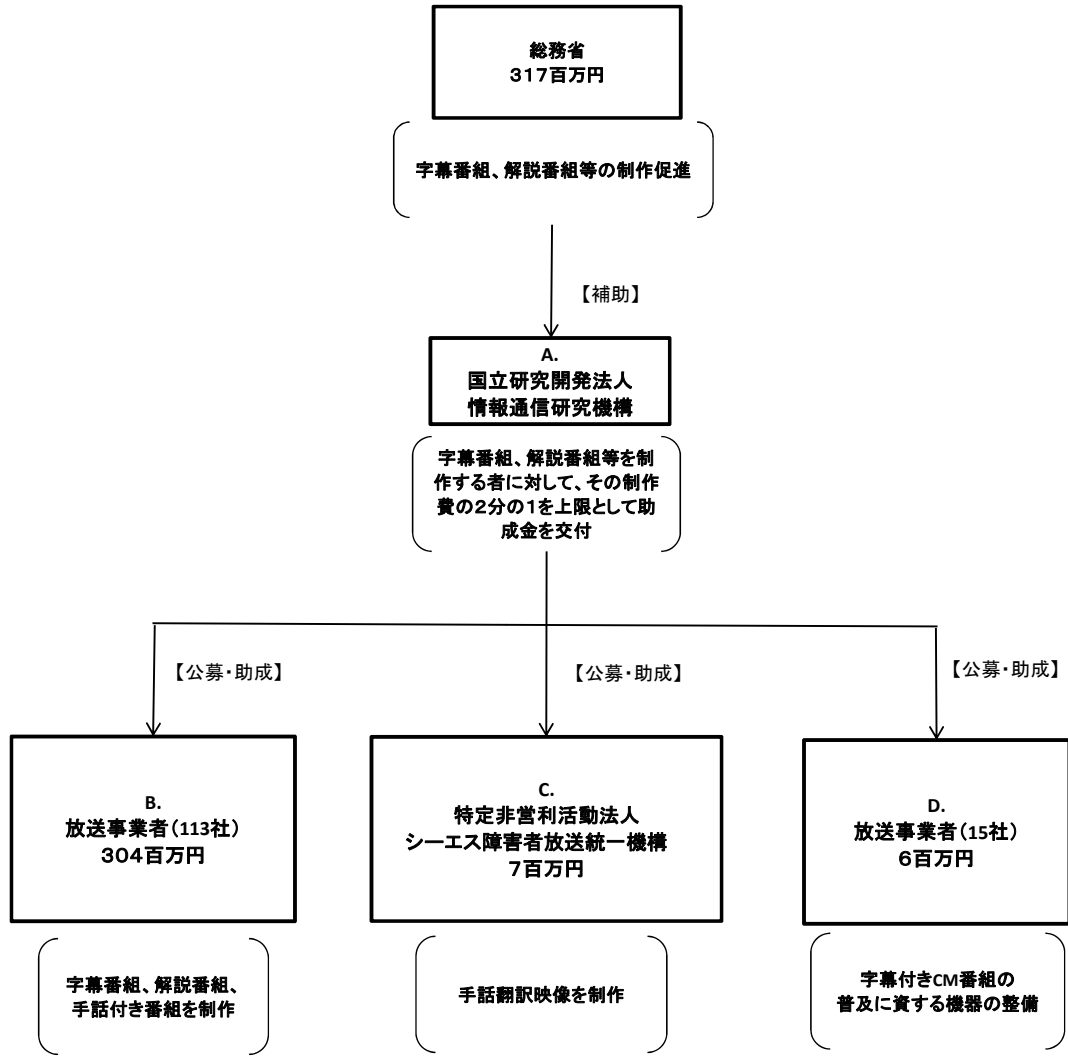 総務省
３１７百万円
字幕番組、解説番組等の制作促進
【補助】
A.
国立研究開発法人
情報通信研究機構
字幕番組、解説番組等を制
作する者に対して、その制作
費の２分の１を上限として助
成金を交付
【公募・助成】
【公募・助成】
【公募・助成】
B.
放送事業者（113社）
３０４百万円
C.
特定非営利活動法人
シーエス障害者放送統一機構
７百万円
D.
放送事業者（15社）
６百万円
字幕番組、解説番組、
手話付き番組を制作
手話翻訳映像を制作
字幕付きCM番組の
普及に資する機器の整備